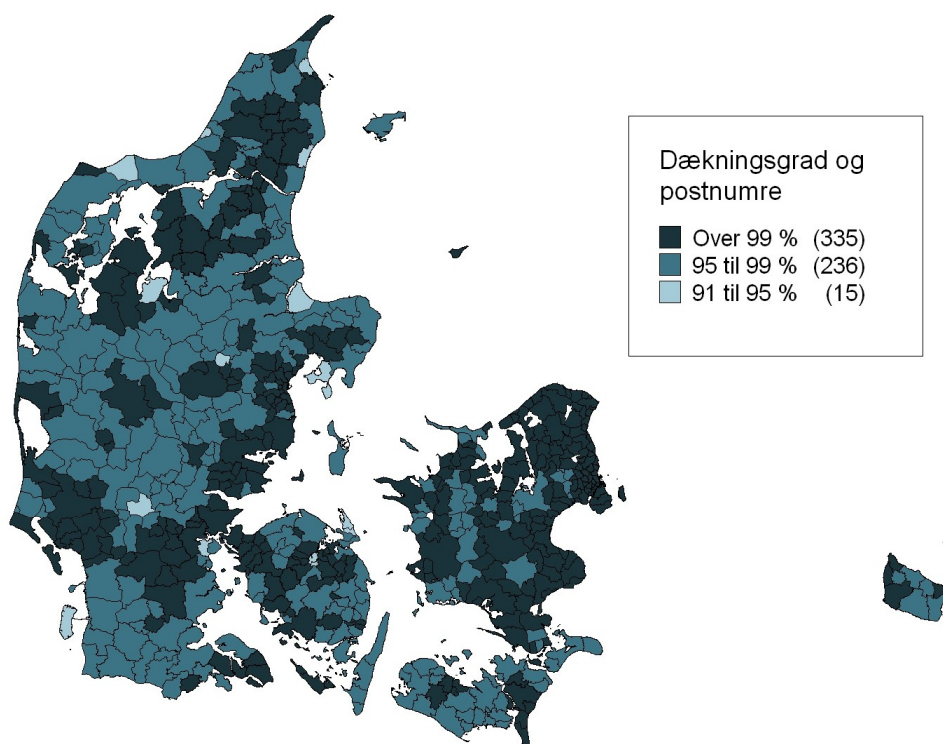 Dækningsgrad og
postnumre
Over 99 % (335)
95 til 99 % (236)
91 til 95 % (15)